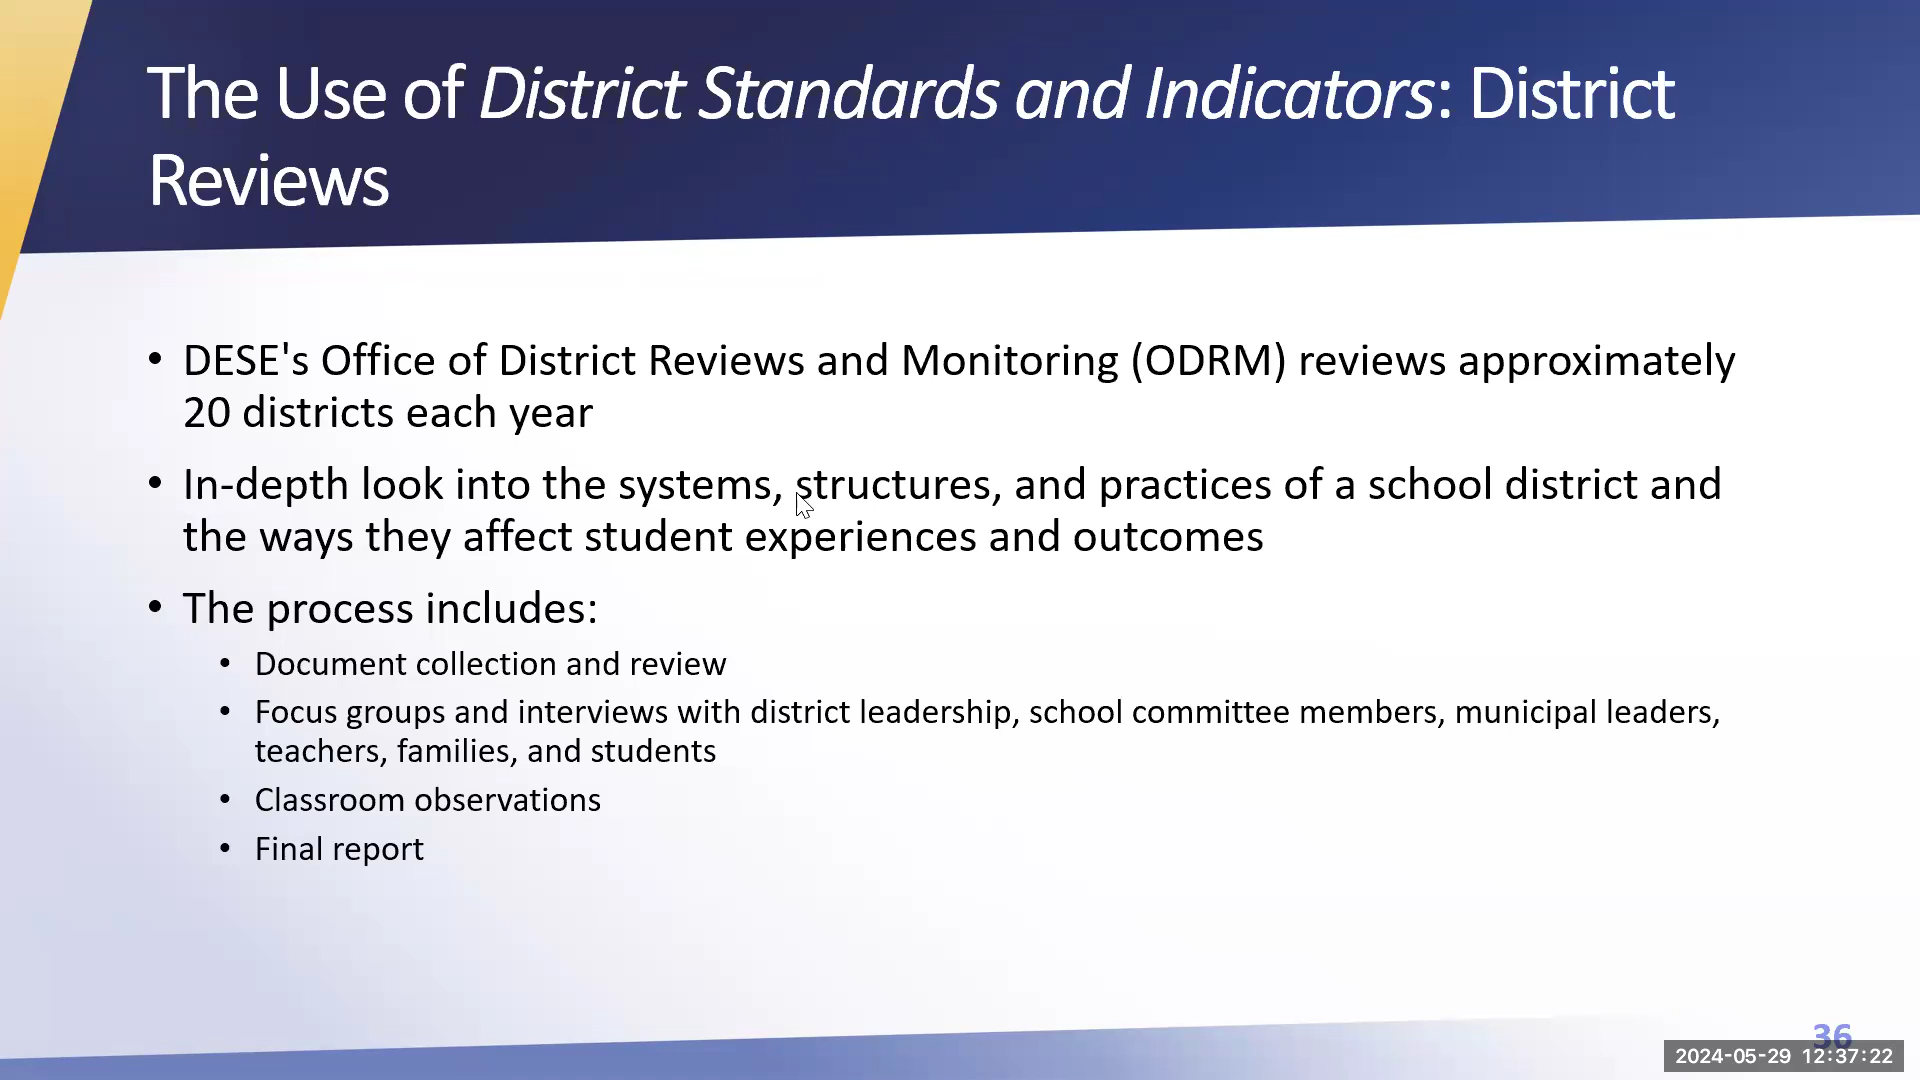 The Use of District Standards and Indicators: District
Reviews
• DESE's Office of District Reviews and Monitoring (ODRM) reviews approximately
20 districts each year
• In-depth look into the systems, structures, and practices of a school district and
the ways they affect student experiences and outcomes
• The process includes:
• Document collection and review
• Focus groups and interviews with district leadership, school committee members, municipal leaders,
teachers, families, and students
• Classroom observations
• Final report
36
2024-05-29 12:37:22